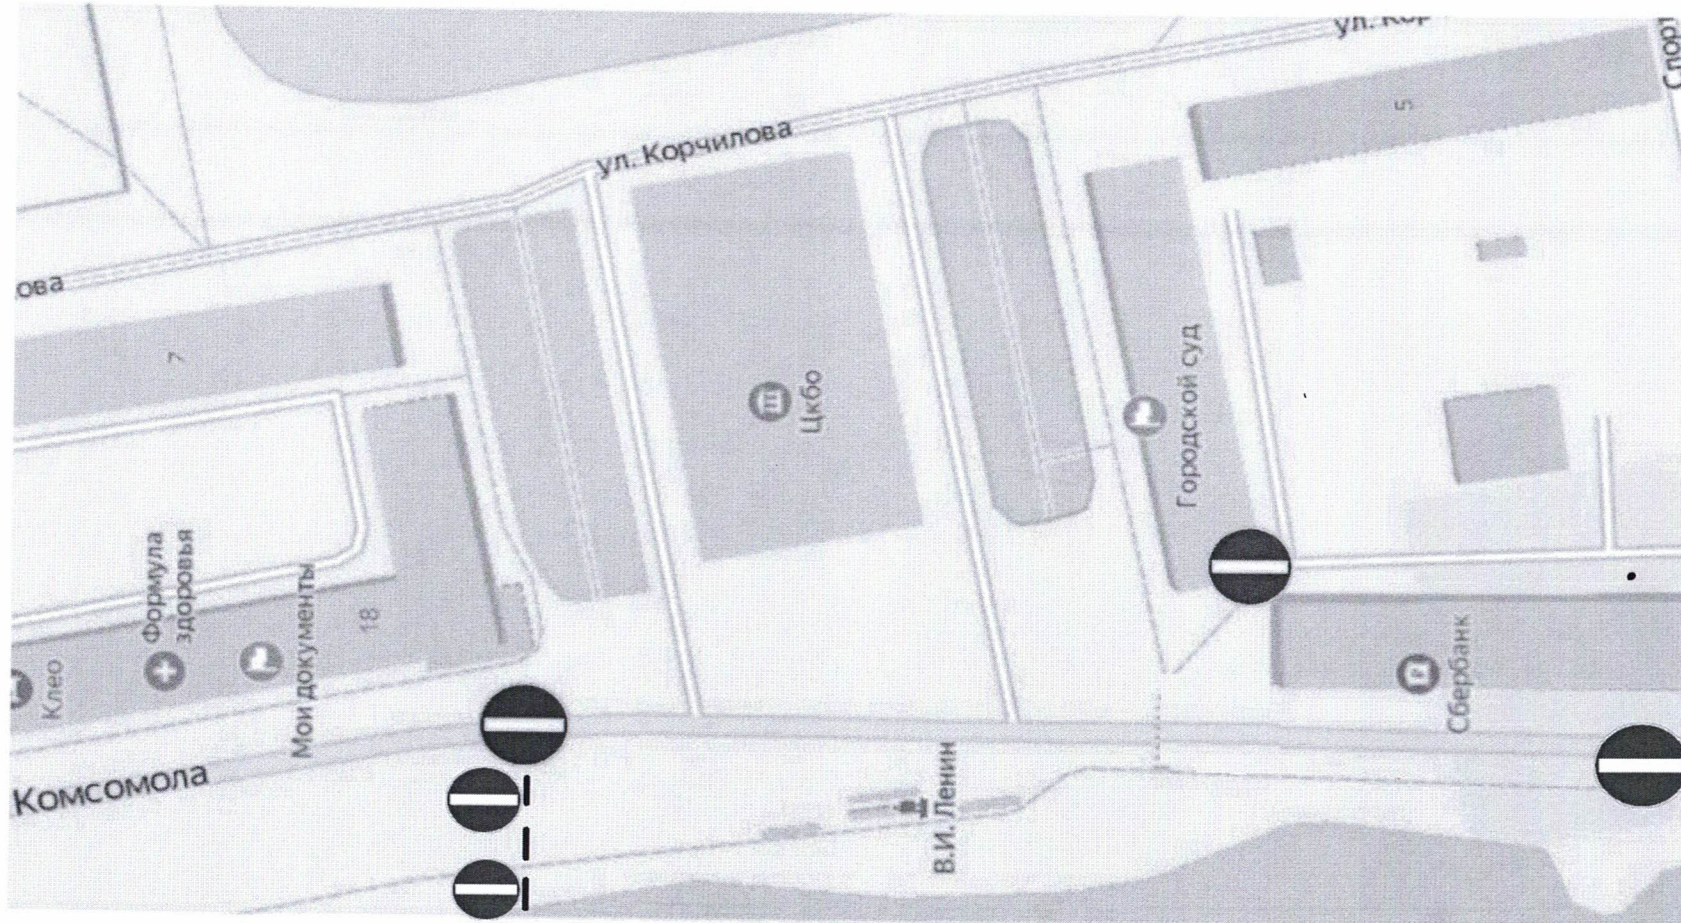 ул. Кор
Спорт
5
ул. Корчилова
ова
7
Цкбо
Городской суд
Формула
здоровья
Мои документы
18
Клео
Сбербанк
Комсомола
В.И. Ленин